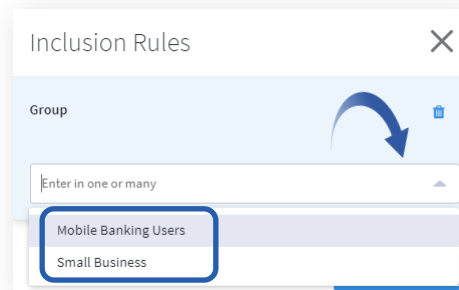 Inclusion Rules
Group
Enter in one or many
Mobile Banking Users
Small Business